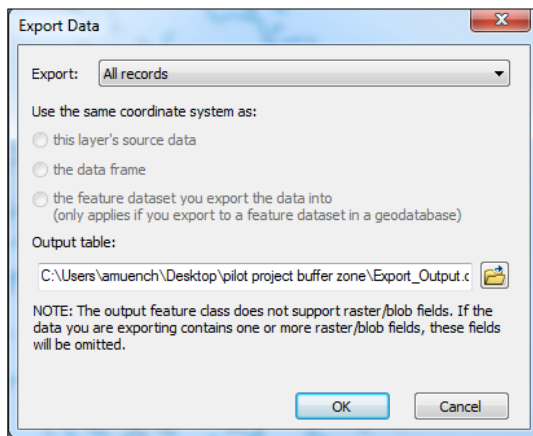 Export Data
Export: All records
Use the same coordinate system as:
this layer's source data
the data frame
the feature dataset you export the data into
(only applies if you export to a feature dataset in a geodatabase)
Output table:
C:\Users\amuench\Desktop\pilot project buffer zone\Export_Output.c
NOTE: The output feature class does not support raster/blob fields. If the
data you are exporting contains one or more raster/blob fields, these fields
will be omitted.
OK Cancel